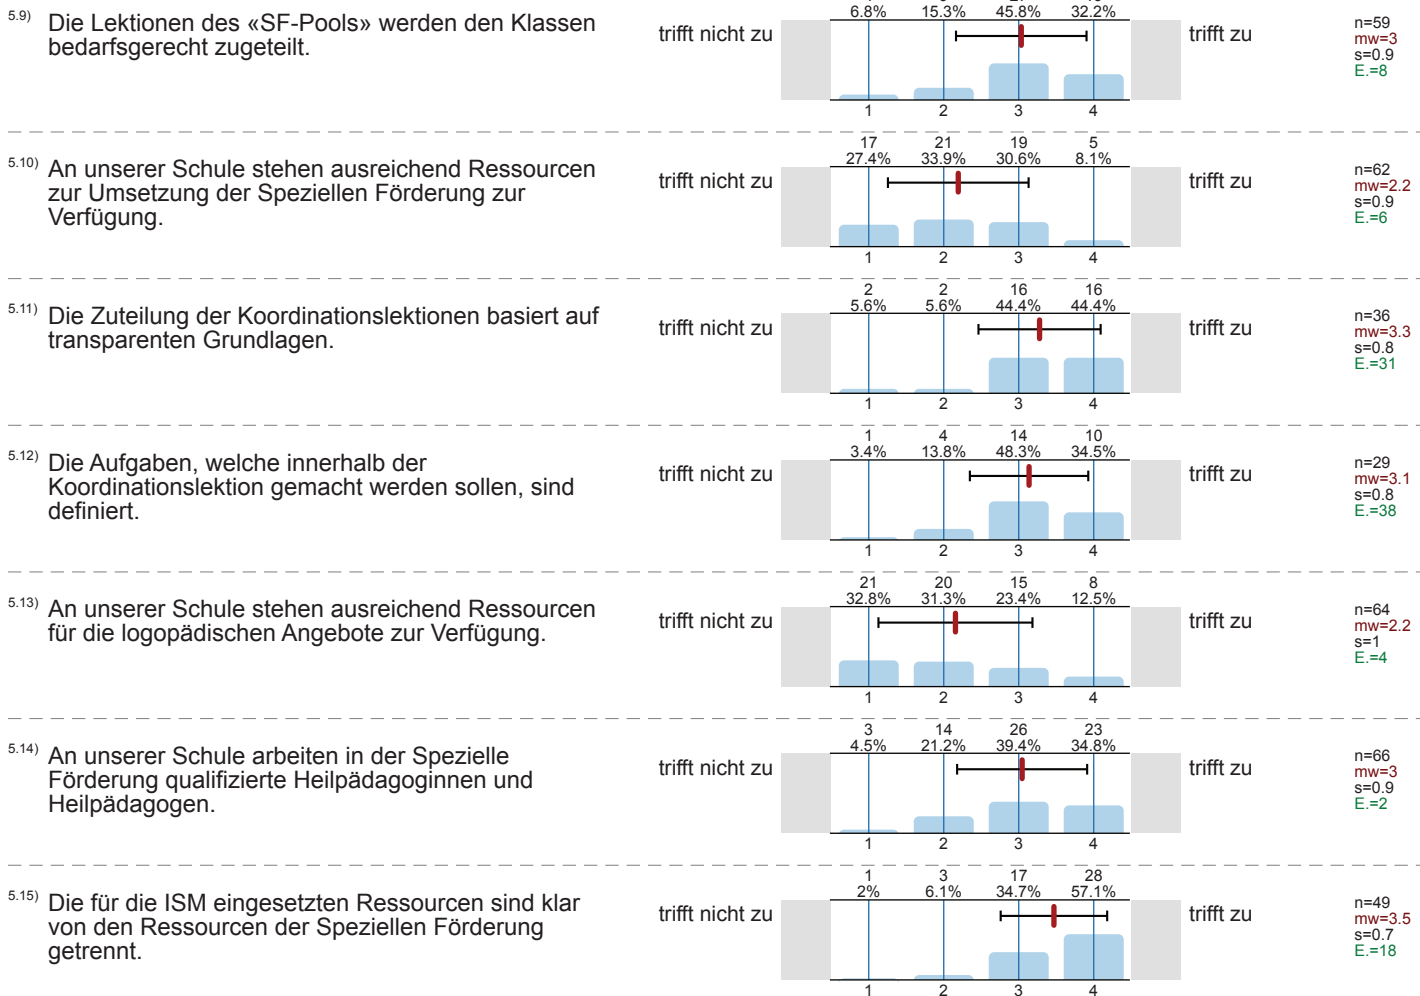 6.8% 15.3% 45.8% 32.2%
5.9) Die Lektionen des «SF-Pools» werden den Klassen
bedarfsgerecht zugeteilt.
trifft nicht zu
trifft zu
n=59
mw=3
s=0.9
E.=8
1 2 3 4
17 21 19 5
27.4% 33.9% 30.6% 8.1%
5.10) An unserer Schule stehen ausreichend Ressourcen
zur Umsetzung der Speziellen Förderung zur
Verfügung.
trifft nicht zu
trifft zu
n=62
mw=2.2
s=0.9
E.=6
1 2 3 4
2 2 16 16
5.6% 5.6% 44.4% 44.4%
5.11) Die Zuteilung der Koordinationslektionen basiert auf
transparenten Grundlagen.
trifft nicht zu
trifft zu
n=36
mw=3.3
s=0.8
E.=31
1 2 3 4
1 4 14 10
3.4% 13.8% 48.3% 34.5%
5.12) Die Aufgaben, welche innerhalb der
Koordinationslektion gemacht werden sollen, sind
definiert.
trifft nicht zu
trifft zu
n=29
mw=3.1
s=0.8
E.=38
1 2 3 4
21 20 15 8
32.8% 31.3% 23.4% 12.5%
5.13) An unserer Schule stehen ausreichend Ressourcen
für die logopädischen Angebote zur Verfügung.
trifft nicht zu
trifft zu
n=64
mw=2.2
s=1
E.=4
1 2 3 4
3 14 26 23
4.5% 21.2% 39.4% 34.8%
5.14) An unserer Schule arbeiten in der Spezielle
Förderung qualifizierte Heilpädagoginnen und
Heilpädagogen.
trifft nicht zu
trifft zu
n=66
mw=3
s=0.9
E.=2
1 2 3 4
1 3 17 28
2% 6.1% 34.7% 57.1%
5.15) Die für die ISM eingesetzten Ressourcen sind klar
von den Ressourcen der Speziellen Förderung
getrennt.
trifft nicht zu
trifft zu
n=49
mw=3.5
s=0.7
E.=18
1 2 3 4